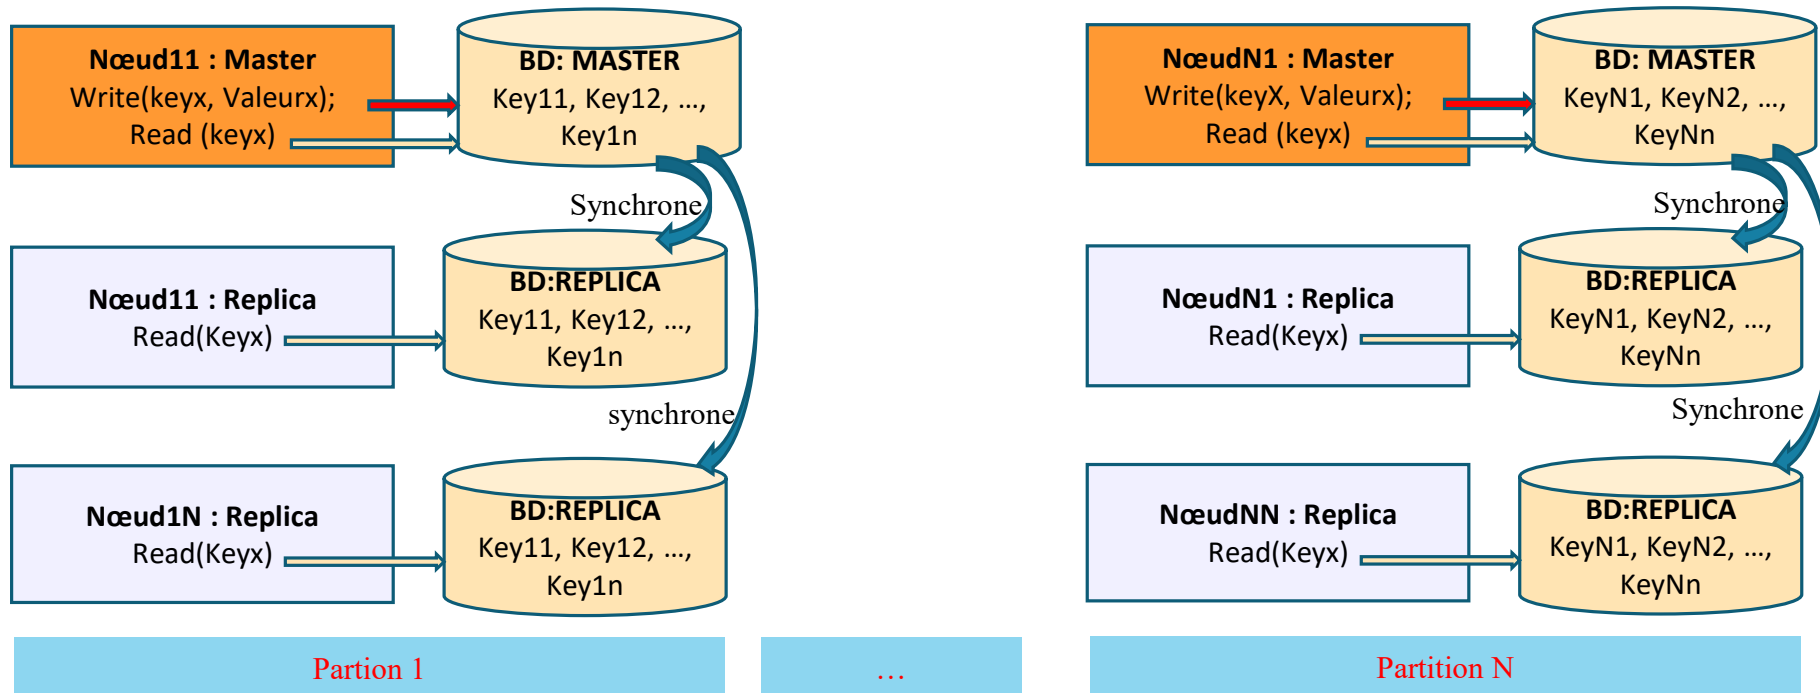 Nœud11 : Master
Write(keyx, Valeurx);
Read (keyx)
BD: MASTER
Key11, Key12, ...,
Key1n
Synchrone
Nœud11 : Replica
Read(Keyx)
BD:REPLICA
Key11, Key12, ...,
Key1n
synchrone
Nœud1N : Replica
Read(Keyx)
BD:REPLICA
Key11, Key12, ...,
Key1n
Partion 1
...
NœudN1 : Master
Write(keyX, Valeurx);
Read (keyx)
BD: MASTER
KeyN1, KeyN2, ...,
KeyNn
Synchrone
NœudN1 : Replica
Read(Keyx)
BD:REPLICA
KeyN1, KeyN2, ...,
KeyNn
Synchrone
NœudNN : Replica
Read(Keyx)
BD:REPLICA
KeyN1, KeyN2, ...,
KeyNn
Partition N